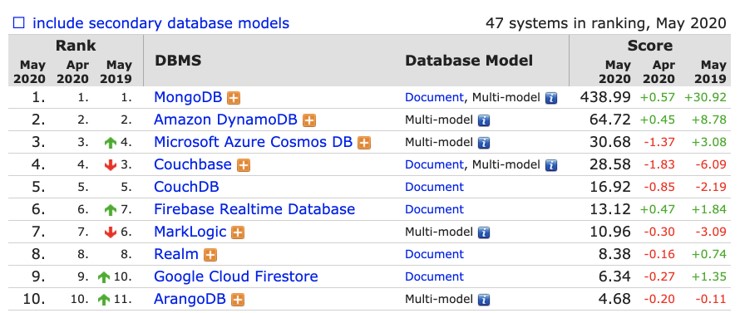 include secondary database models 47 systems in ranking, May 2020
Rank DBMS Database Model Score
May 2020 Apr 2020 May 2019 May 2020 Apr 2020 May 2019
1. 1. 1. MongoDB Document, Multi-model 438.99 +0.57 +30.92
2. 2. 2. Amazon DynamoDB Multi-model 64.72 +0.45 +8.78
3. 3. 4. Microsoft Azure Cosmos DB Multi-model 30.68 -1.37 +3.08
4. 4. 3. Couchbase Document, Multi-model 28.58 -1.83 -6.09
5. 5. 5. CouchDB Document 16.92 -0.85 -2.19
6. 6. 7. Firebase Realtime Database Document 13.12 +0.47 +1.84
7. 7. 6. MarkLogic Multi-model 10.96 -0.30 -3.09
8. 8. 8. Realm Document 8.38 -0.16 +0.74
9. 9. 10. Google Cloud Firestore Document 6.34 -0.27 +1.35
10. 10. 11. ArangoDB Multi-model 4.68 -0.20 -0.11